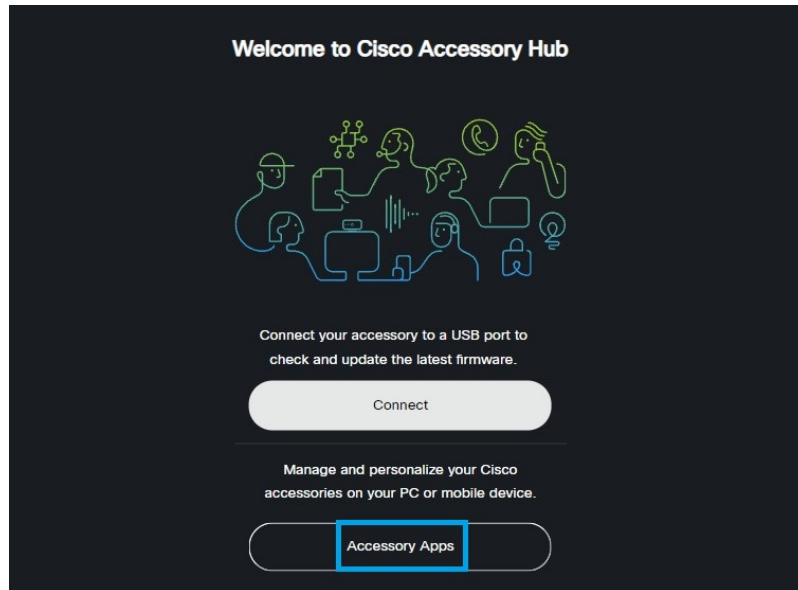 Welcome to Cisco Accessory Hub
Connect your accessory to a USB port to
check and update the latest firmware.
Connect
Manage and personalize your Cisco
accessories on your PC or mobile device.
Accessory Apps